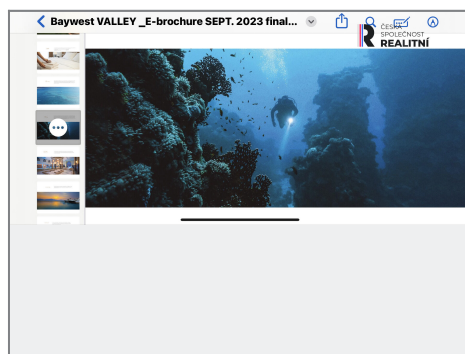 Baywest VALLEY _E-brochure SEPT. 2023 final...
ČESKÁ
SPOLEČNOST
REALITNÍ